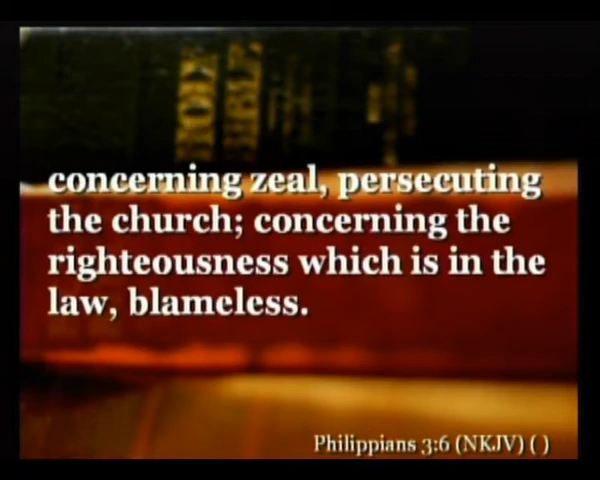 concerning zeal, persecuting
the church; concerning the
righteousness which is in the
law, blameless.
Philippians 3:6 (NKJV) ( )